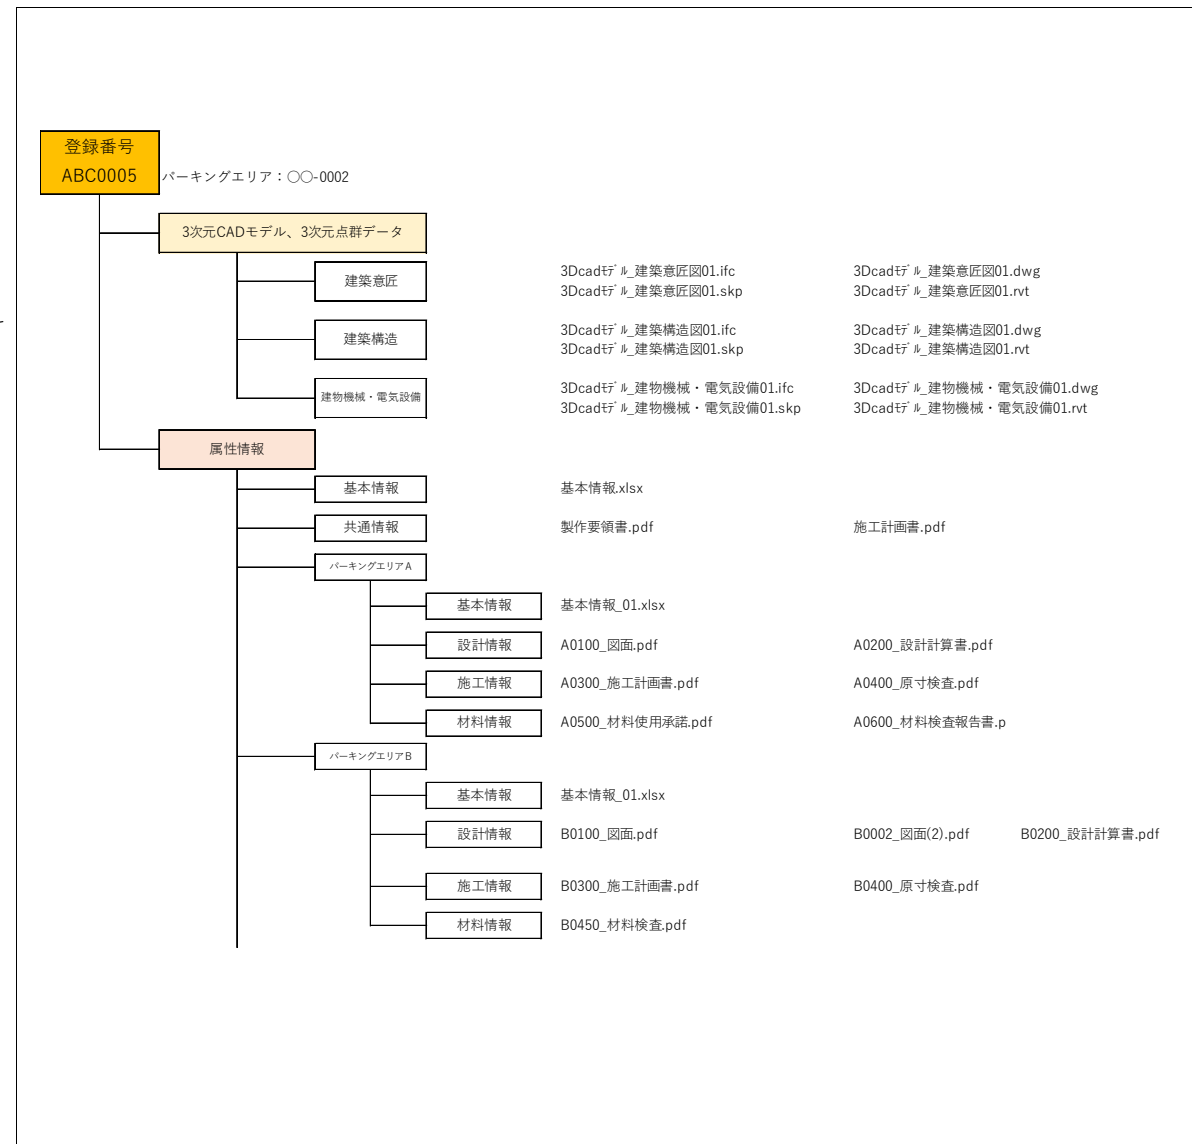 登録番号
ABC0005
パーキングエリア：〇〇-0002
3次元CADモデル、3次元点群データ
建築意匠
3Dcadﾓﾃﾞﾙ_建築意匠図01.ifc 3Dcadﾓﾃﾞﾙ_建築意匠図01.dwg
3Dcadﾓﾃﾞﾙ_建築意匠図01.skp 3Dcadﾓﾃﾞﾙ_建築意匠図01.rvt
建築構造
3Dcadﾓﾃﾞﾙ_建築構造図01.ifc 3Dcadﾓﾃﾞﾙ_建築構造図01.dwg
3Dcadﾓﾃﾞﾙ_建築構造図01.skp 3Dcadﾓﾃﾞﾙ_建築構造図01.rvt
建物機械・電気設備
3Dcadﾓﾃﾞﾙ_建物機械・電気設備01.ifc 3Dcadﾓﾃﾞﾙ_建物機械・電気設備01.dwg
3Dcadﾓﾃﾞﾙ_建物機械・電気設備01.skp 3Dcadﾓﾃﾞﾙ_建物機械・電気設備01.rvt
属性情報
基本情報 基本情報.xlsx
共通情報 製作要領書.pdf 施工計画書.pdf
パーキングエリアA
基本情報 基本情報_01.xlsx
設計情報 A0100_図面.pdf A0200_設計計算書.pdf
施工情報 A0300_施工計画書.pdf A0400_原寸検査.pdf
材料情報 A0500_材料使用承諾.pdf A0600_材料検査報告書.p
パーキングエリアB
基本情報 基本情報_01.xlsx
設計情報 B0100_図面.pdf B0002_図面(2).pdf B0200_設計計算書.pdf
施工情報 B0300_施工計画書.pdf B0400_原寸検査.pdf
材料情報 B0450_材料検査.pdf